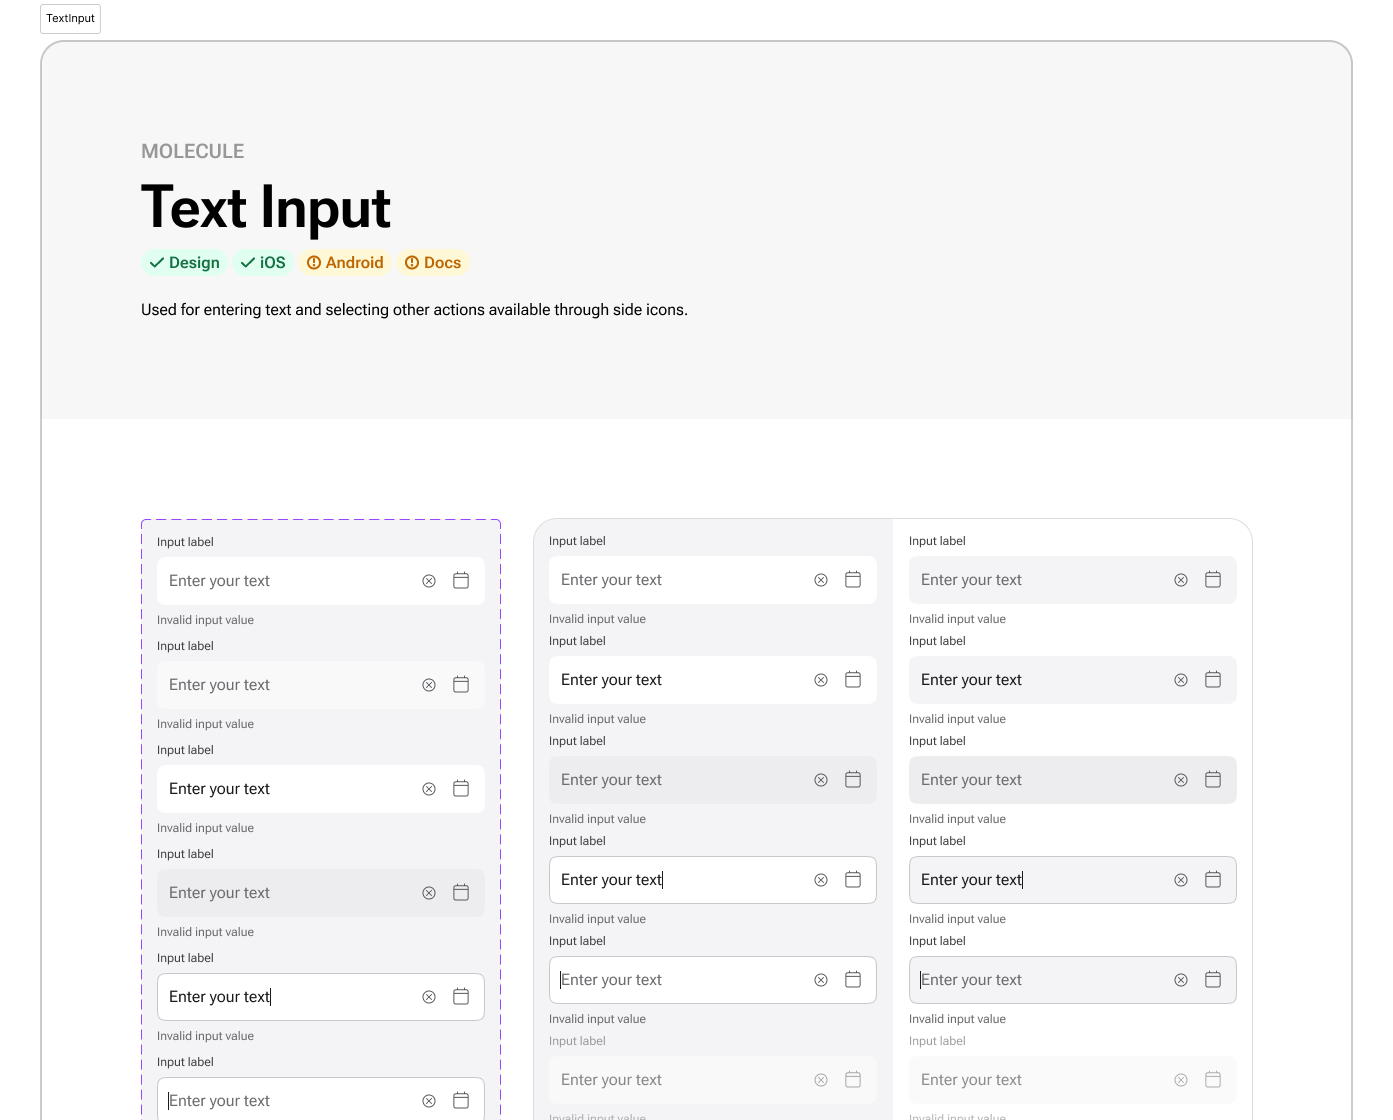 TextInput
MOLECULE
Text Input
Design iOS Android Docs
Used for entering text and selecting other actions available through side icons.
Input label
Enter your text
Invalid input value
Input label
Enter your text
Invalid input value
Input label
Enter your text
Invalid input value
Input label
Enter your text
Invalid input value
Input label
Enter your text
Invalid input value
Input label
Enter your text
Input label
Enter your text
Invalid input value
Input label
Enter your text
Invalid input value
Input label
Enter your text
Invalid input value
Input label
Enter your text
Invalid input value
Input label
Enter your text
Invalid input value
Input label
Enter your text
Invalid input value
Input label
Enter your text
Invalid input value
Input label
Enter your text
Invalid input value
Input label
Enter your text
Invalid input value
Input label
Enter your text
Invalid input value
Input label
Enter your text
Invalid input value
Input label
Enter your text
Invalid input value